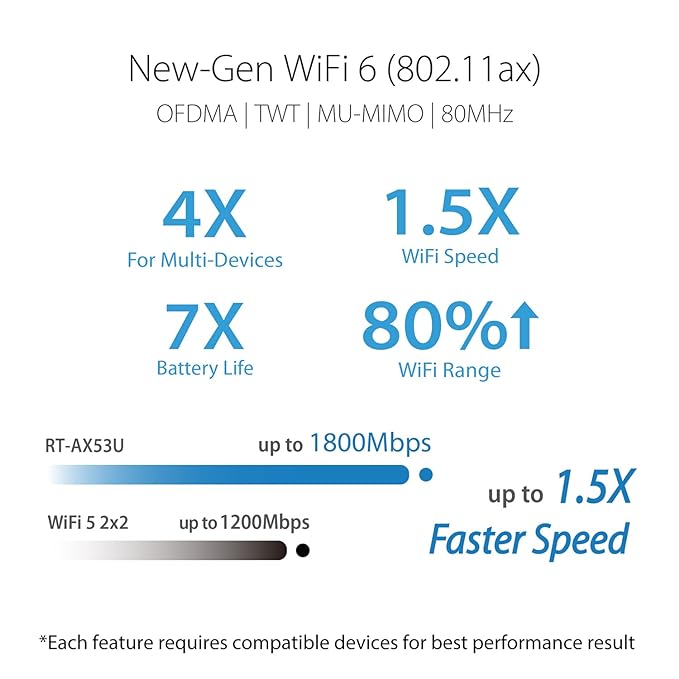 New-Gen WiFi 6 (802.11ax)
OFDMA | TWT | MU-MIMO | 80MHz
4X
For Multi-Devices
1.5X
WiFi Speed
7X
Battery Life
80%↑
WiFi Range
RT-AX53U up to 1800Mbps
WiFi 5 2x2 up to 1200Mbps
up to 1.5X
Faster Speed
*Each feature requires compatible devices for best performance result